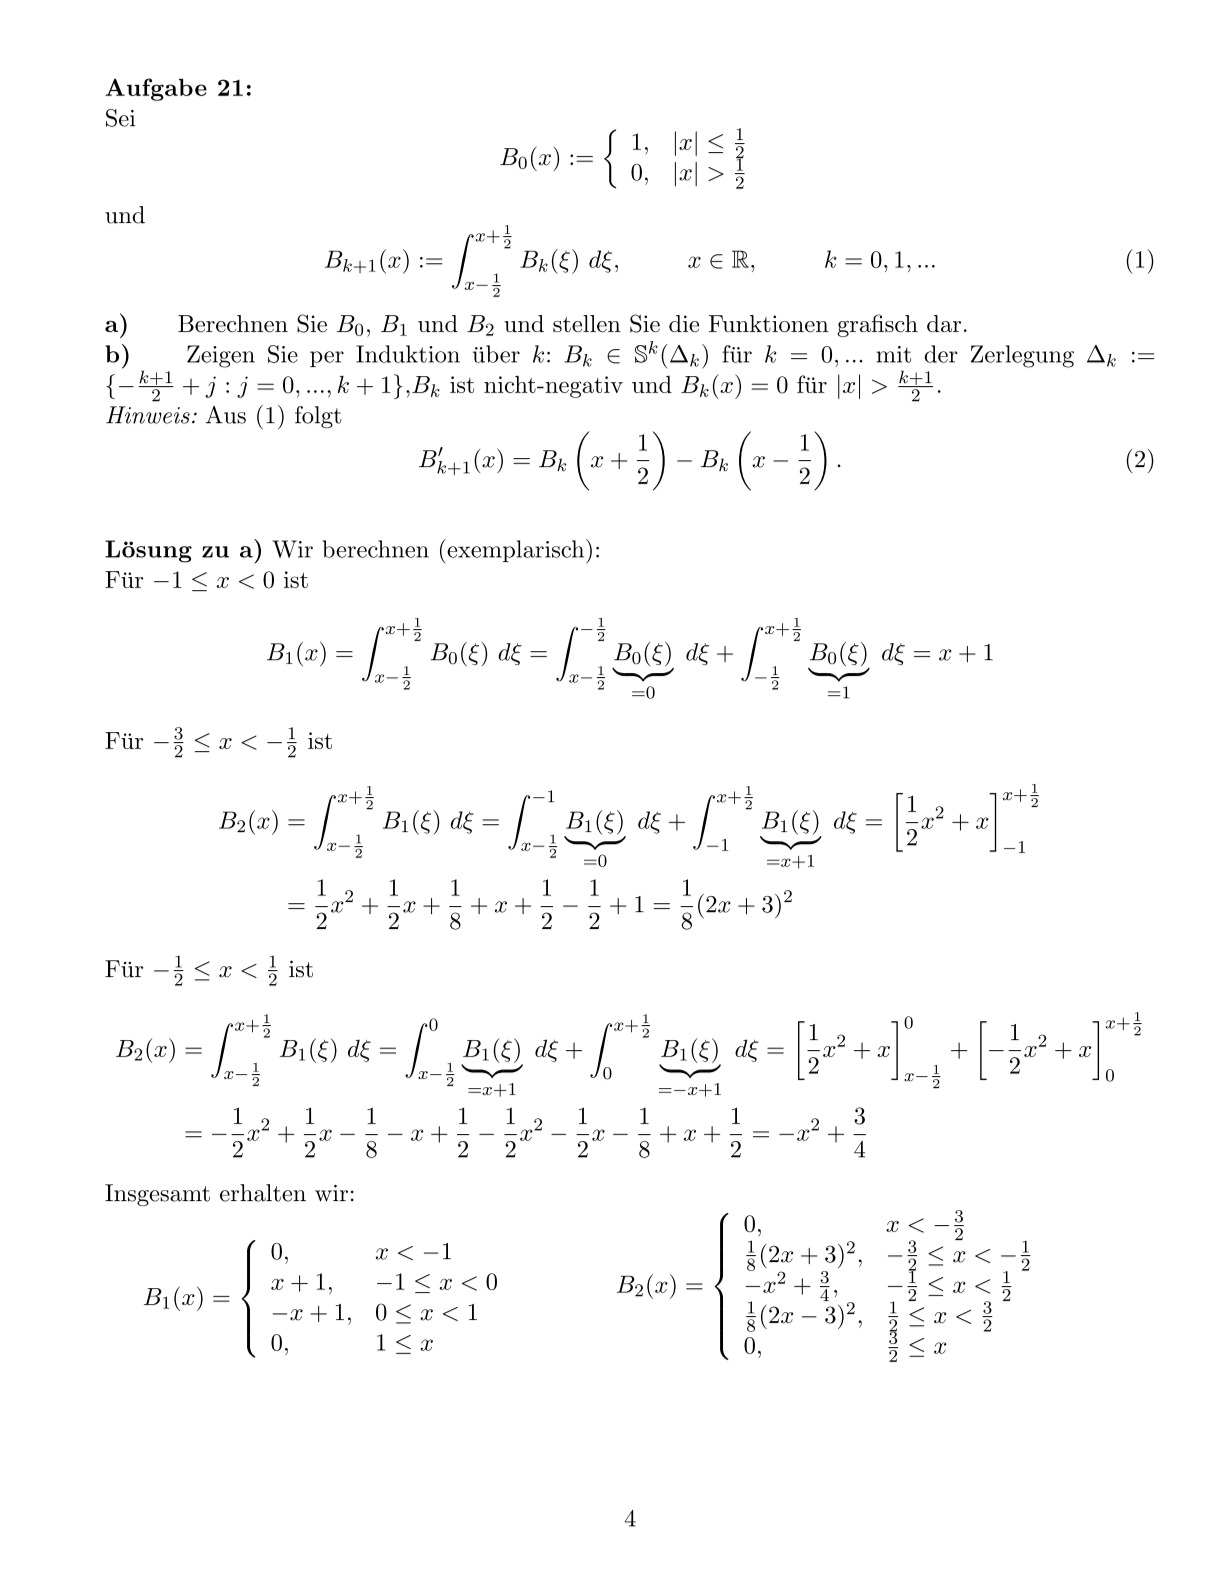 Aufgabe 21:
Sei
$B_0(x) := \begin{cases} 1, & |x| \leq \frac{1}{2} \\ 0, & |x| > \frac{1}{2} \end{cases}$
und
$B_{k+1}(x) := \int_{x-\frac{1}{2}}^{x+\frac{1}{2}} B_k(\xi) \ d\xi, \qquad x \in \mathbb{R}, \qquad k = 0, 1, ...$ (1)
a) Berechnen Sie $B_0$, $B_1$ und $B_2$ und stellen Sie die Funktionen grafisch dar.
b) Zeigen Sie per Induktion über $k$: $B_k \in \mathbb{S}^k(\Delta_k)$ für $k = 0, ...$ mit der Zerlegung $\Delta_k :=$
$\{-\frac{k+1}{2} + j : j = 0, ..., k+1\}$,$B_k$ ist nicht-negativ und $B_k(x) = 0$ für $|x| > \frac{k+1}{2}$.
Hinweis: Aus (1) folgt
$B'_{k+1}(x) = B_k\left(x + \frac{1}{2}\right) - B_k\left(x - \frac{1}{2}\right).$ (2)
Lösung zu a) Wir berechnen (exemplarisch):
Für $-1 \leq x < 0$ ist
$B_1(x) = \int_{x-\frac{1}{2}}^{x+\frac{1}{2}} B_0(\xi) \ d\xi = \int_{x-\frac{1}{2}}^{-\frac{1}{2}} \underbrace{B_0(\xi)}_{=0} \ d\xi + \int_{-\frac{1}{2}}^{x+\frac{1}{2}} \underbrace{B_0(\xi)}_{=1} \ d\xi = x + 1$
Für $-\frac{3}{2} \leq x < -\frac{1}{2}$ ist
$B_2(x) = \int_{x-\frac{1}{2}}^{x+\frac{1}{2}} B_1(\xi) \ d\xi = \int_{x-\frac{1}{2}}^{-1} \underbrace{B_1(\xi)}_{=0} \ d\xi + \int_{-1}^{x+\frac{1}{2}} \underbrace{B_1(\xi)}_{=x+1} \ d\xi = \left[\frac{1}{2}x^2 + x\right]_{-1}^{x+\frac{1}{2}}$
$= \frac{1}{2}x^2 + \frac{1}{2}x + \frac{1}{8} + x + \frac{1}{2} - \frac{1}{2} + 1 = \frac{1}{8}(2x + 3)^2$
Für $-\frac{1}{2} \leq x < \frac{1}{2}$ ist
$B_2(x) = \int_{x-\frac{1}{2}}^{x+\frac{1}{2}} B_1(\xi) \ d\xi = \int_{x-\frac{1}{2}}^{0} \underbrace{B_1(\xi)}_{=x+1} \ d\xi + \int_{0}^{x+\frac{1}{2}} \underbrace{B_1(\xi)}_{=-x+1} \ d\xi = \left[\frac{1}{2}x^2 + x\right]_{x-\frac{1}{2}}^{0} + \left[-\frac{1}{2}x^2 + x\right]_{0}^{x+\frac{1}{2}}$
$= -\frac{1}{2}x^2 + \frac{1}{2}x - \frac{1}{8} - x + \frac{1}{2} - \frac{1}{2}x^2 - \frac{1}{2}x - \frac{1}{8} + x + \frac{1}{2} = -x^2 + \frac{3}{4}$
Insgesamt erhalten wir:
$B_1(x) = \begin{cases} 0, & x < -1 \\ x + 1, & -1 \leq x < 0 \\ -x + 1, & 0 \leq x < 1 \\ 0, & 1 \leq x \end{cases}$ $B_2(x) = \begin{cases} 0, & x < -\frac{3}{2} \\ \frac{1}{8}(2x + 3)^2, & -\frac{3}{2} \leq x < -\frac{1}{2} \\ -x^2 + \frac{3}{4}, & -\frac{1}{2} \leq x < \frac{1}{2} \\ \frac{1}{8}(2x - 3)^2, & \frac{1}{2} \leq x < \frac{3}{2} \\ 0, & \frac{3}{2} \leq x \end{cases}$
4